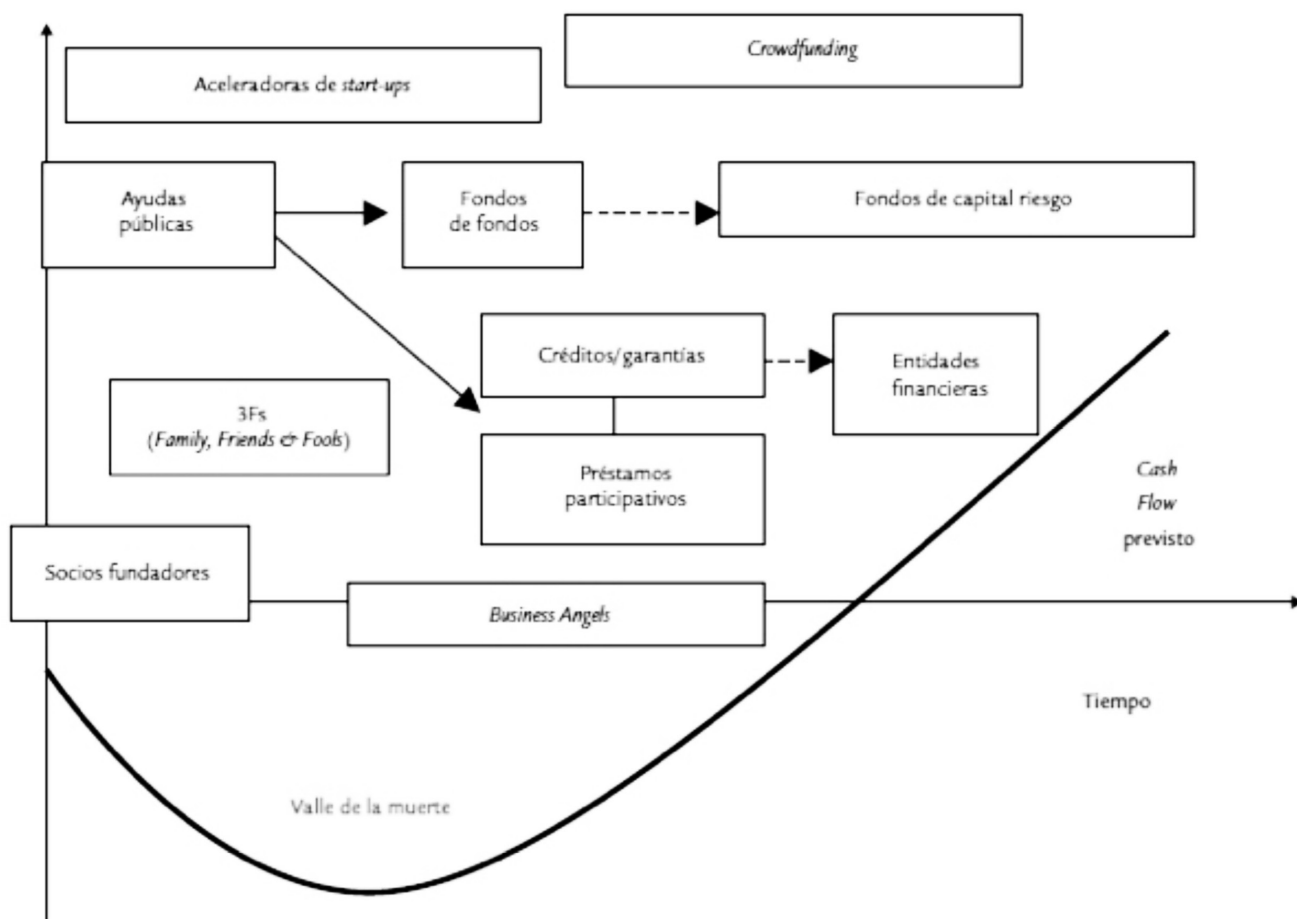 Crowdfunding
Aceleradoras de start-ups
Ayudas
públicas
Fondos
de fondos
Fondos de capital riesgo
Créditos/garantías
Entidades
financieras
3Fs
(Family, Friends & Fools)
Préstamos
participativos
Cash
Flow
previsto
Socios fundadores
Business Angels
Tiempo
Valle de la muerte